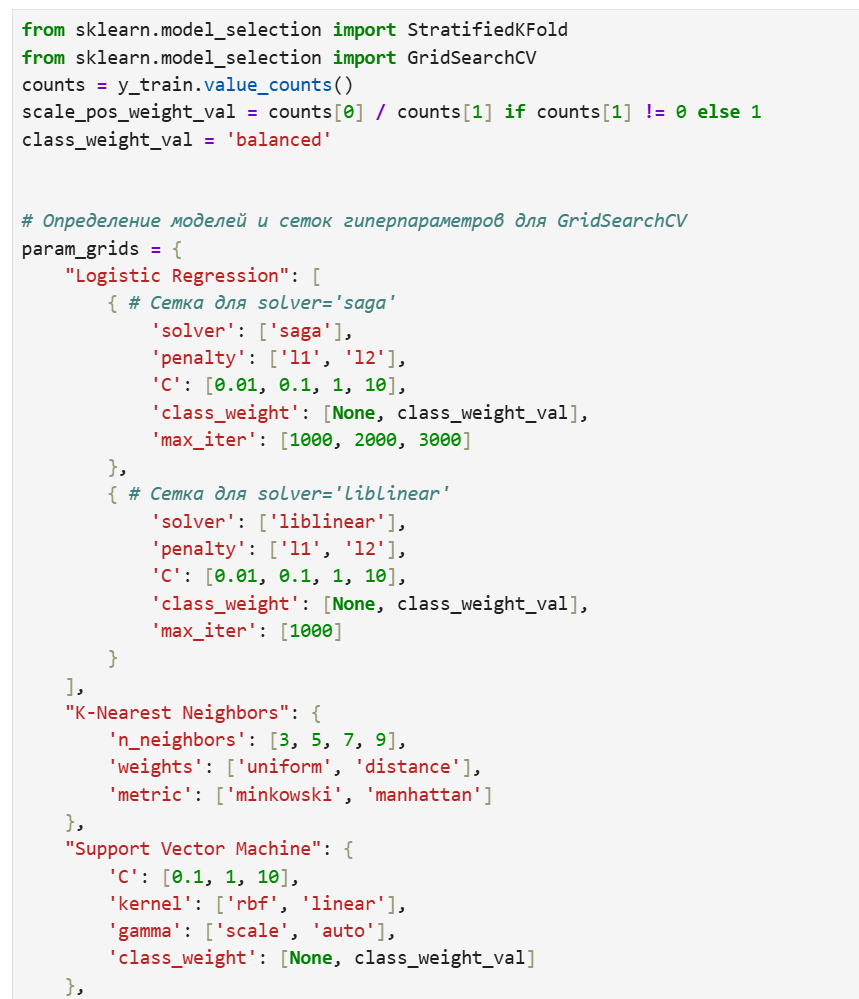 from sklearn.model_selection import StratifiedKFold
from sklearn.model_selection import GridSearchCV
counts = y_train.value_counts()
scale_pos_weight_val = counts[0] / counts[1] if counts[1] != 0 else 1
class_weight_val = 'balanced'


# Определение моделей и сеток гиперпараметров для GridSearchCV
param_grids = {
    "Logistic Regression": [
        { # Сетка для solver='saga'
            'solver': ['saga'],
            'penalty': ['l1', 'l2'],
            'C': [0.01, 0.1, 1, 10],
            'class_weight': [None, class_weight_val],
            'max_iter': [1000, 2000, 3000]
        },
        { # Сетка для solver='liblinear'
            'solver': ['liblinear'],
            'penalty': ['l1', 'l2'],
            'C': [0.01, 0.1, 1, 10],
            'class_weight': [None, class_weight_val],
            'max_iter': [1000]
        }
    ],
    "K-Nearest Neighbors": {
        'n_neighbors': [3, 5, 7, 9],
        'weights': ['uniform', 'distance'],
        'metric': ['minkowski', 'manhattan']
    },
    "Support Vector Machine": {
        'C': [0.1, 1, 10],
        'kernel': ['rbf', 'linear'],
        'gamma': ['scale', 'auto'],
        'class_weight': [None, class_weight_val]
    },